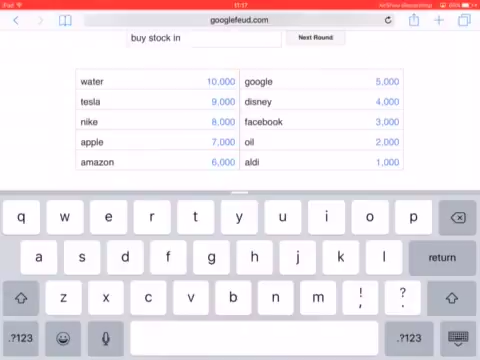 iPad
17:17
googlefeud.com
buy stock in
Next Round
water 10,000 google 5,000
tesla 9,000 disney 4,000
nike 8,000 facebook 3,000
apple 7,000 oil 2,000
amazon 6,000 aldi 1,000
q w e r t y u i o p
a s d f g h j k l return
z x c v b n m ! , ? .
.?123 .?123